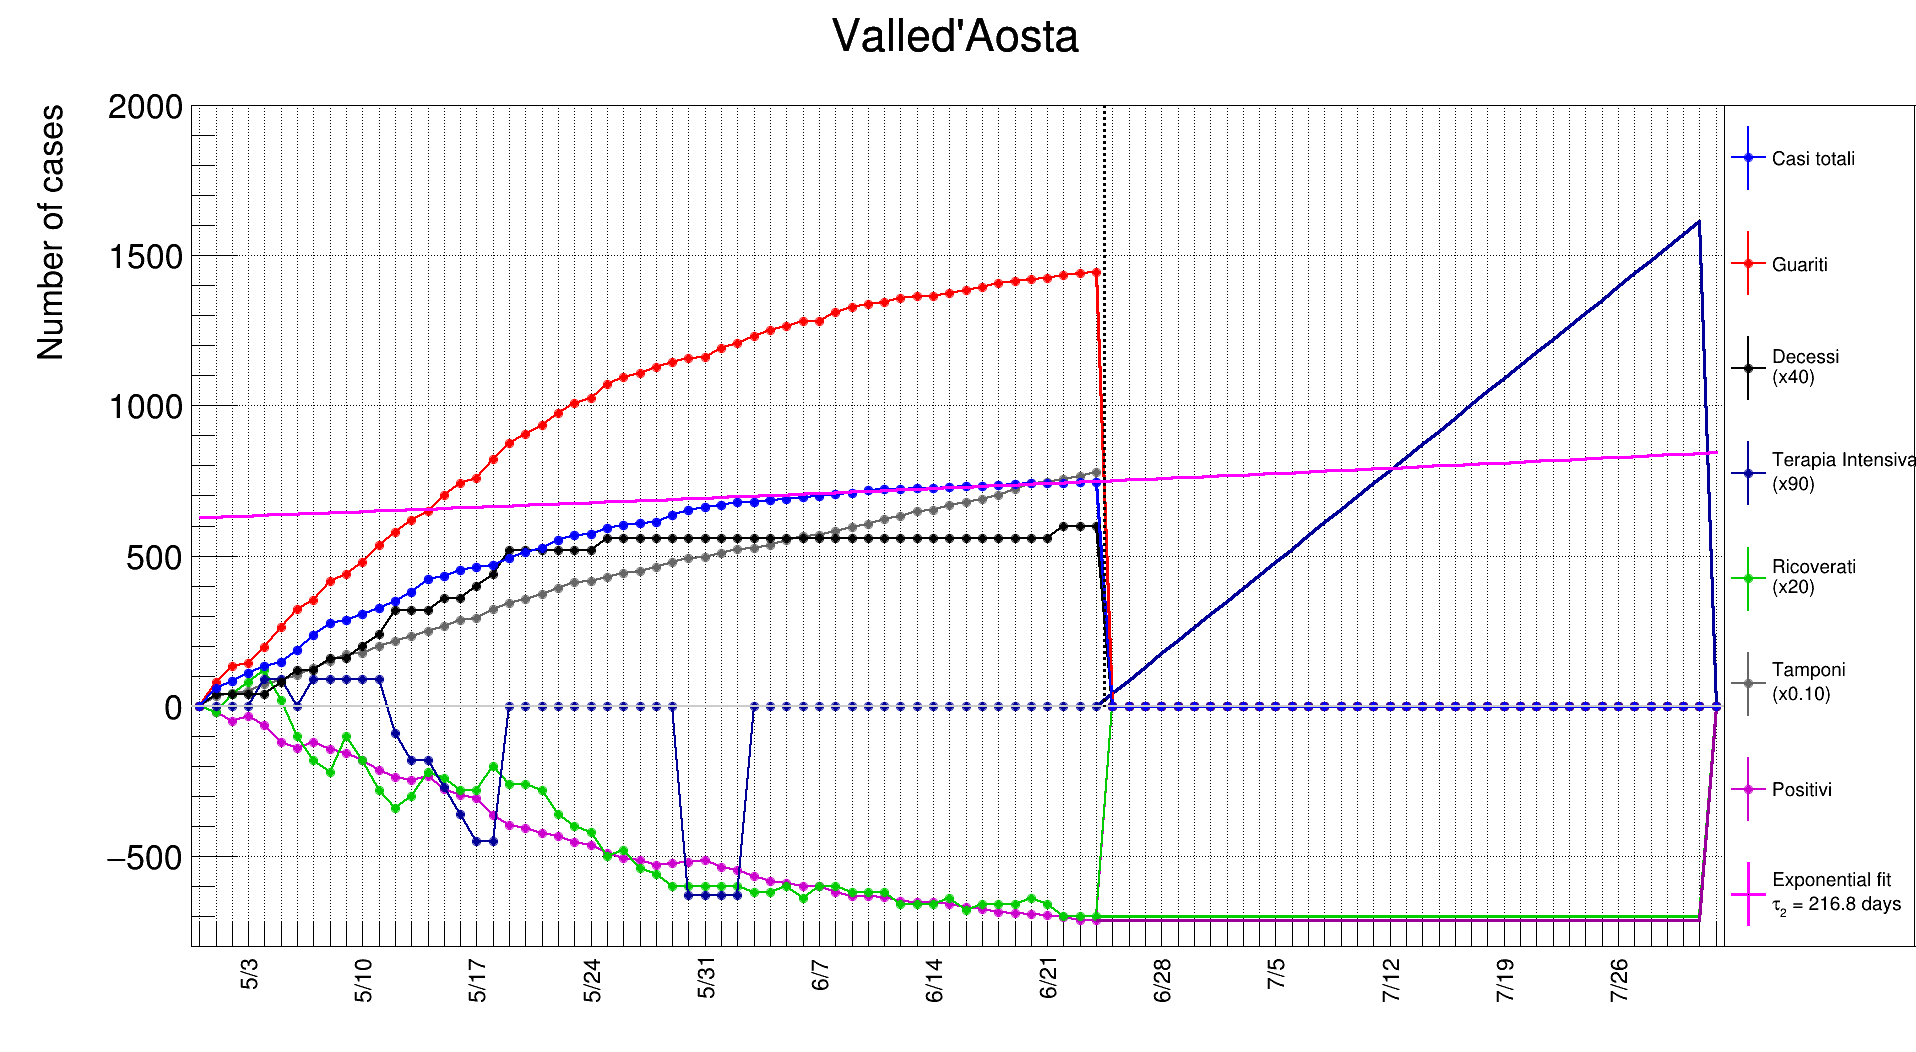 Valled'Aosta
Number of cases
2000
1500
1000
500
0
−500
5/3
5/10
5/17
5/24
5/31
6/7
6/14
6/21
6/28
7/5
7/12
7/19
7/26
Casi totali
Guariti
Decessi
(x40)
Terapia Intensiva
(x90)
Ricoverati
(x20)
Tamponi
(x0.10)
Positivi
Exponential fit
τ2 = 216.8 days